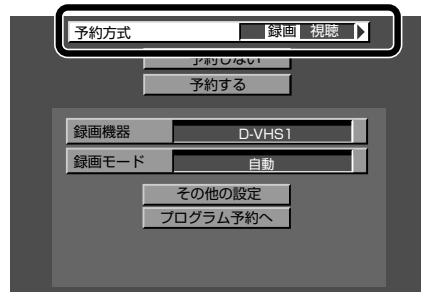 予約方式 録画 視聴
予約しない
予約する
録画機器 D-VHS1
録画モード 自動
その他の設定
プログラム予約へ